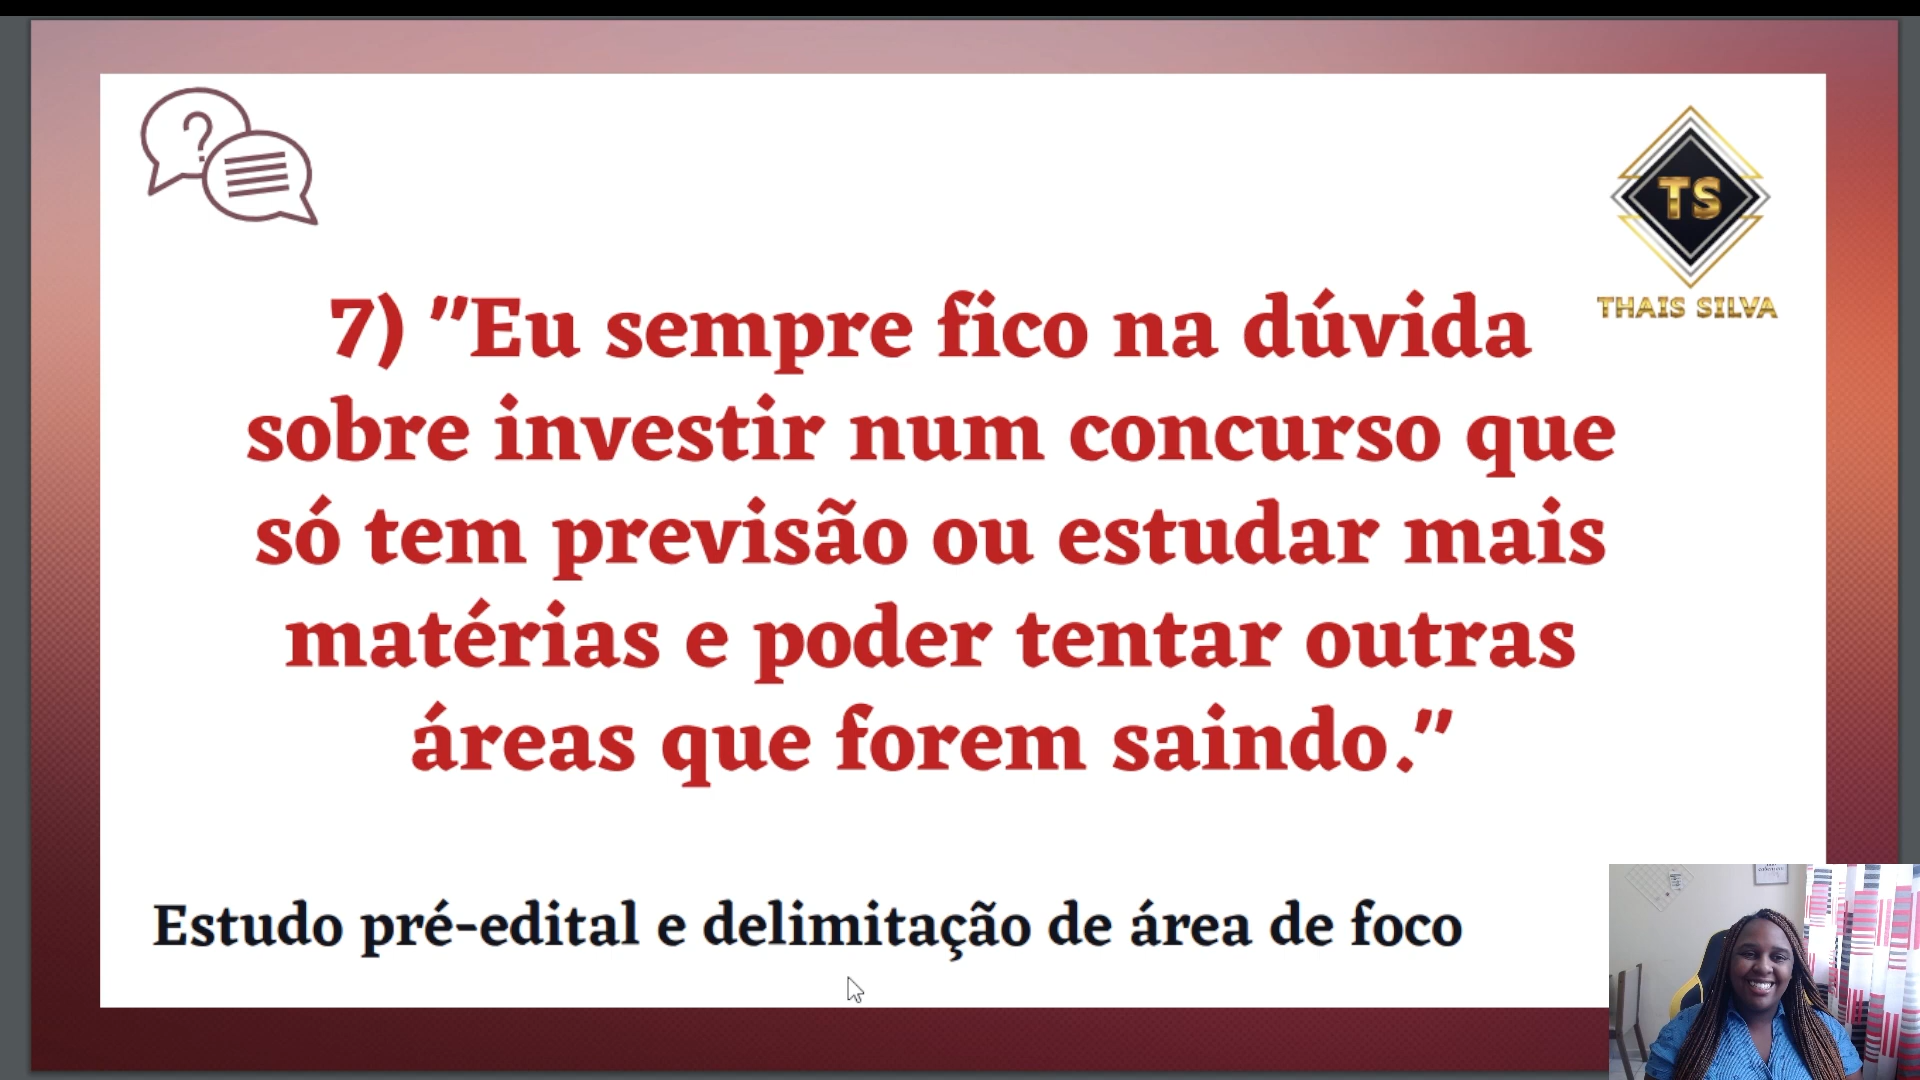 ?
TS
THAIS SILVA
7) "Eu sempre fico na dúvida
sobre investir num concurso que
só tem previsão ou estudar mais
matérias e poder tentar outras
áreas que forem saindo."
Estudo pré-edital e delimitação de área de foco